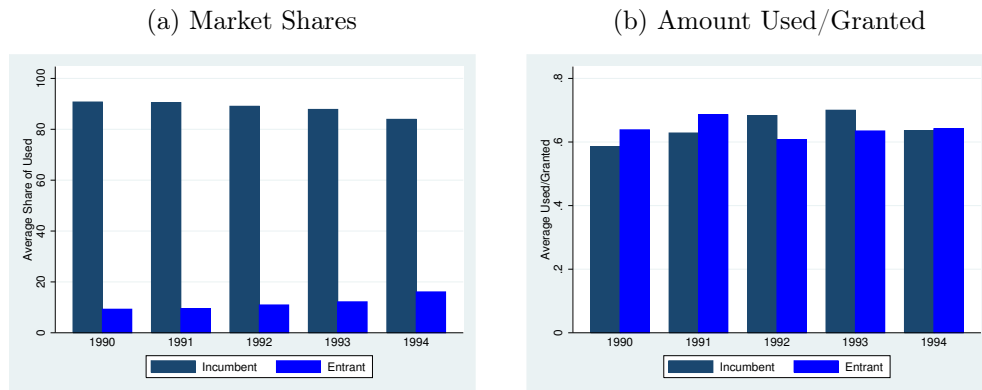 (a) Market Shares
Average Share of Used
100
80
60
40
20
0
1990 1991 1992 1993 1994
Incumbent Entrant
(b) Amount Used/Granted
Average Used/Granted
.8
.6
.4
.2
0
1990 1991 1992 1993 1994
Incumbent Entrant